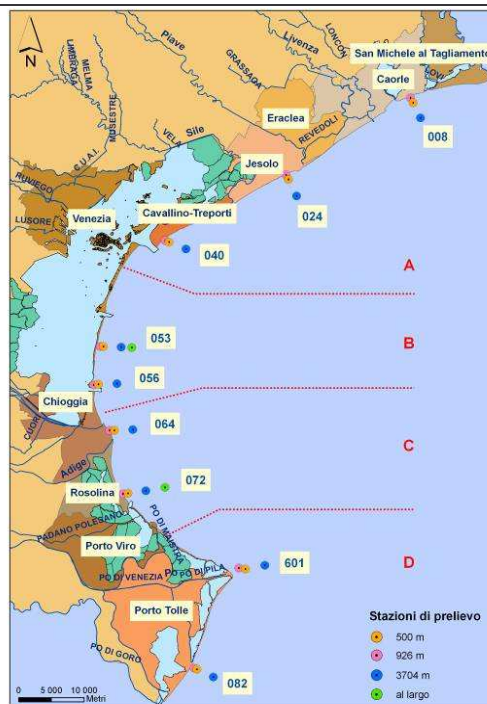 N
Piave
Livenza
LONCON
San Michele al Tagliamento
LIMBRAGA
MELMA
MUSESTRE
GRASSAGA
Caorle
LOVI
Eraclea
REVEDOLI
008
C.U.A.I.
VELA
Sile
Jesolo
RUVIEGO
Venezia
Cavallino-Treporti
024
LUSORE
040
A
053
B
056
Chioggia
CUORI
064
C
Adige
072
Rosolina
PADANO POLESANO
PO DI MAISTRA
Porto Viro
601
D
PO DI VENEZIA
PO
PO DI PILA
Porto Tolle
Stazioni di prelievo
500 m
926 m
3704 m
al largo
PO DI GORO
082
0 5 000 10 000
Metri